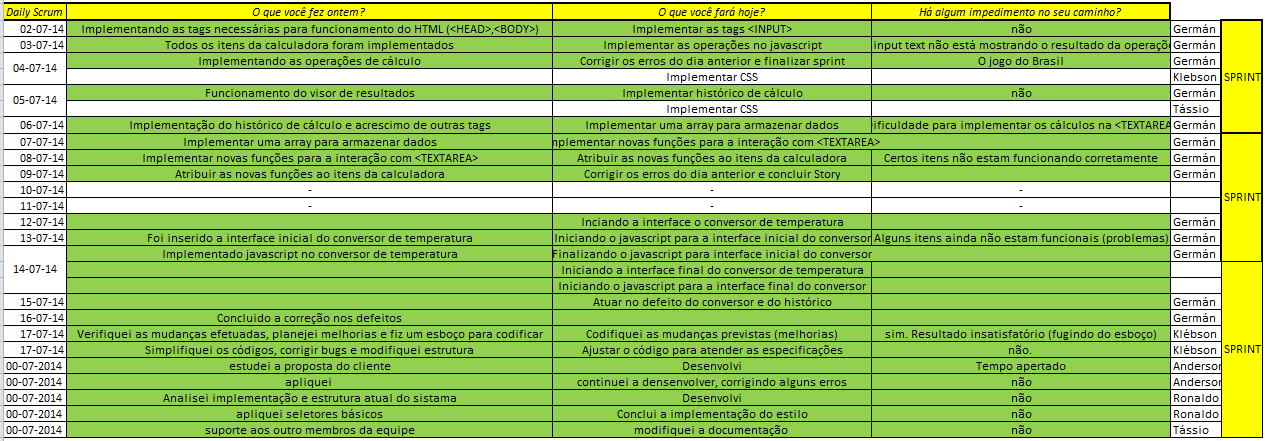 Daily Scrum O que você fez ontem? O que você fará hoje? Há algum impedimento no seu caminho?
02-07-14 Implementando as tags necessárias para funcionamento do HTML (<HEAD>,<BODY>) Implementar as tags <INPUT> não Germán
03-07-14 Todos os itens da calculadora foram implementados Implementar as operações no javascript input text não está mostrando o resultado da operaçõe Germán
04-07-14 Implementando as operações de cálculo Corrigir os erros do dia anterior e finalizar sprint O jogo do Brasil Germán
Implementar CSS Klebson
SPRINT
05-07-14 Funcionamento do visor de resultados Implementar histórico de cálculo não Germán
Implementar CSS Tássio
06-07-14 Implementação do histórico de cálculo e acrescimo de outras tags Implementar uma array para armazenar dados ificuldade para implementar os cálculos na <TEXTAREA Germán
07-07-14 Implementar uma array para armazenar dados mplementar novas funções para a interação com <TEXTAREA> Germán
08-07-14 Implementar novas funções para a interação com <TEXTAREA> Atribuir as novas funções ao itens da calculadora Certos itens não estam funcionando corretamente Germán
09-07-14 Atribuir as novas funções ao itens da calculadora Corrigir os erros do dia anterior e concluir Story Germán
10-07-14 - - -
SPRINT
11-07-14 - - -
12-07-14 Inciando a interface o conversor de temperatura Germán
13-07-14 Foi inserido a interface inicial do conversor de temperatura Iniciando o javascript para a interface inicial do conversor Alguns itens ainda não estam funcionais (problemas) Germán
14-07-14 Implementado javascript no conversor de temperatura Finalizando o javascript para interface inicial do conversor Germán
Iniciando a interface final do conversor de temperatura
Iniciando o javascript para a interface final do conversor
15-07-14 Atuar no defeito do conversor e do histórico Germán
16-07-14 Concluido a correção nos defeitos Germán
17-07-14 Verifiquei as mudanças efetuadas, planejei melhorias e fiz um esboço para codificar Codifiquei as mudanças previstas (melhorias) sim. Resultado insatisfatório (fugindo do esboço) Klébson
17-07-14 Simplifiquei os códigos, corrigir bugs e modifiquei estrutura Ajustar o código para atender as especificações não. Klébson
SPRINT
00-07-2014 estudei a proposta do cliente Desenvolvi Tempo apertado Anderson
00-07-2014 apliquei continuei a densenvolver, corrigindo alguns erros não Anderson
00-07-2014 Analisei implementação e estrutura atual do sistama Desenvolvi não Ronaldo
00-07-2014 apliquei seletores básicos Conclui a implementação do estilo não Ronaldo
00-07-2014 suporte aos outro membros da equipe modifiquei a documentação não Tássio